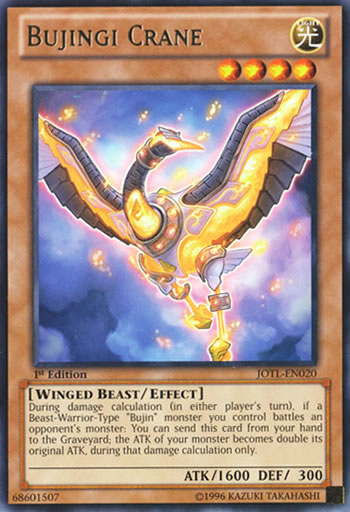 BUJINGI CRANE
LIGHT
光
1st Edition
JOTL-EN020
[WINGED BEAST/EFFECT]
During damage calculation (in either player's turn), if a
Beast-Warrior-Type "Bujin" monster you control battles an
opponent's monster: You can send this card from your hand
to the Graveyard; the ATK of your monster becomes double its
original ATK, during that damage calculation only.
ATK/1600 DEF/ 300
68601507
©1996 KAZUKI TAKAHASHI